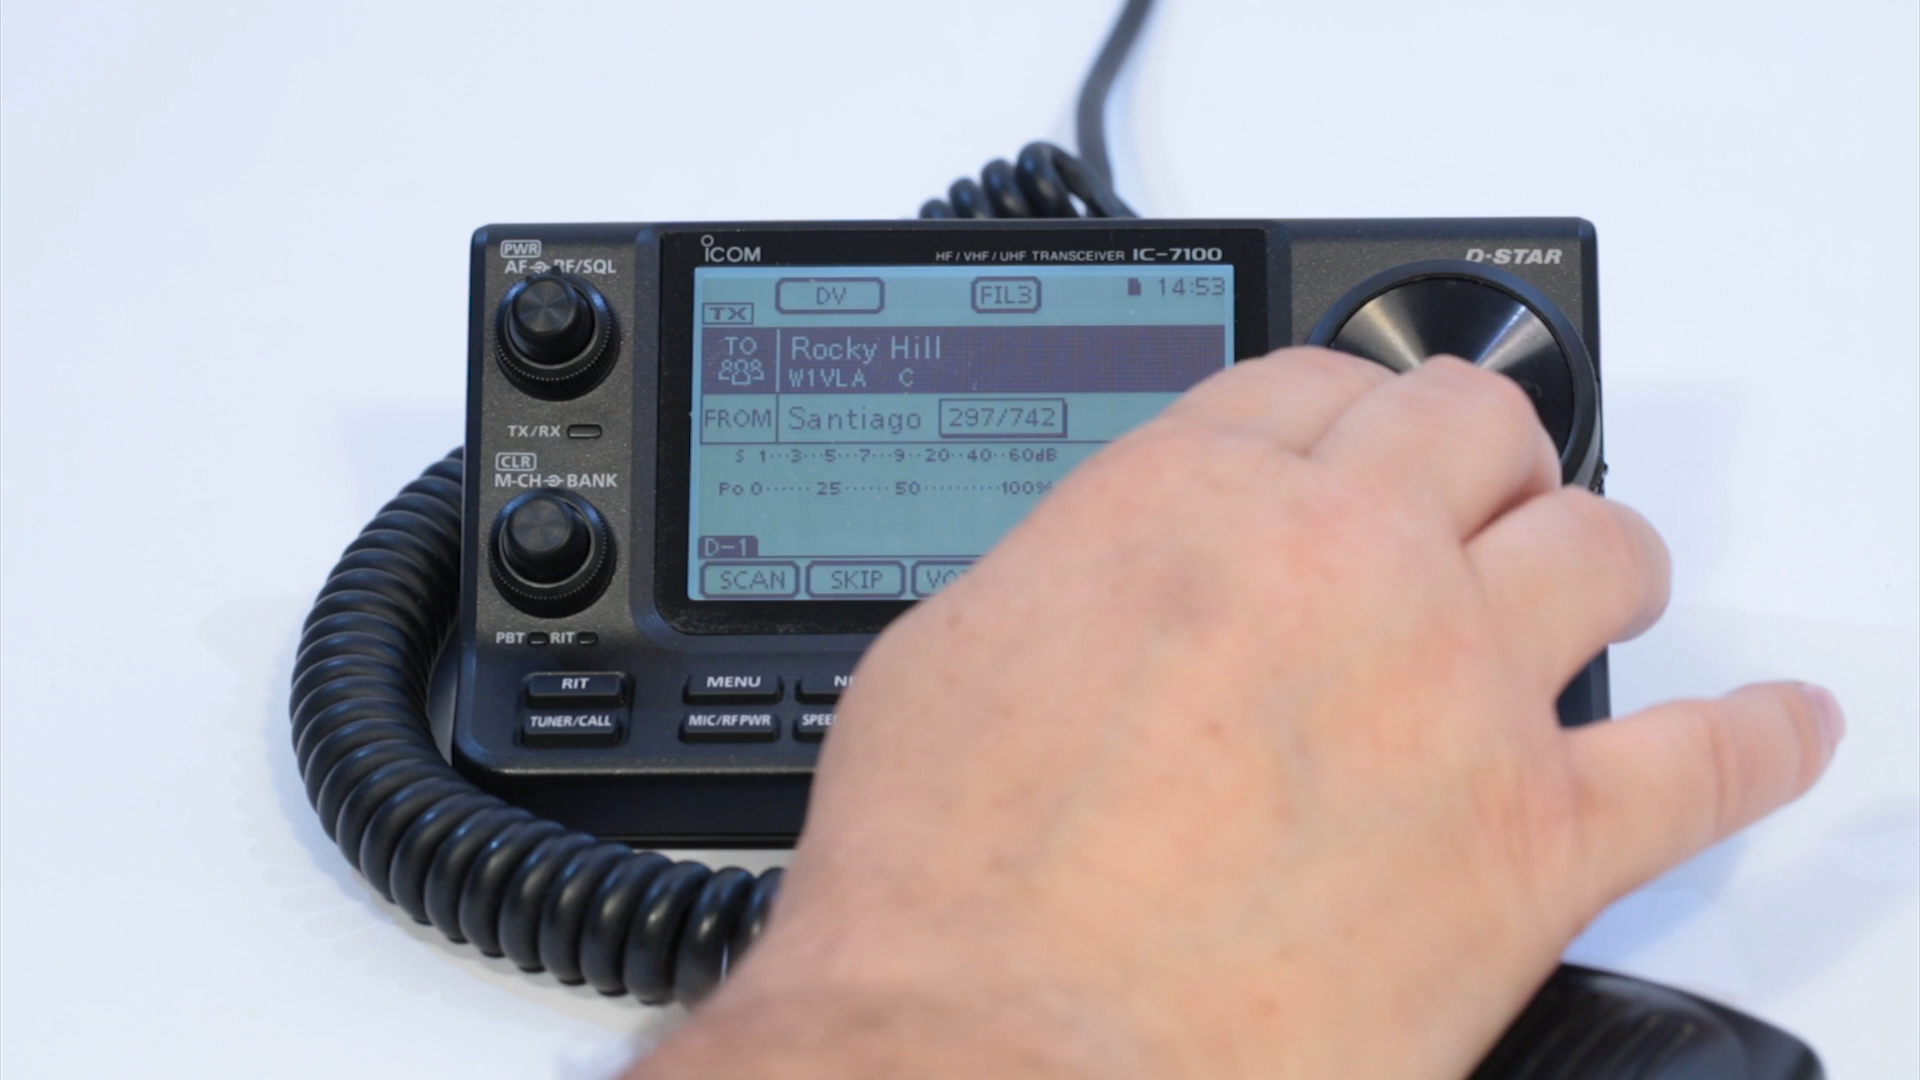 PWR
AF RF/SQL
ICOM
HF/VHF/UHF TRANSCEIVER IC-7100
D-STAR
DV
FIL3
14:53
TX
TO
Rocky Hill
W1VLA C
FROM
Santiago
297/742
S 1···3···5···7···9··20··40··60dB
Po 0······25······50·········100%
D-1
SCAN
SKIP
TX/RX
CLR
M-CH BANK
PBT
RIT
RIT
MENU
TUNER/CALL
MIC/RF PWR